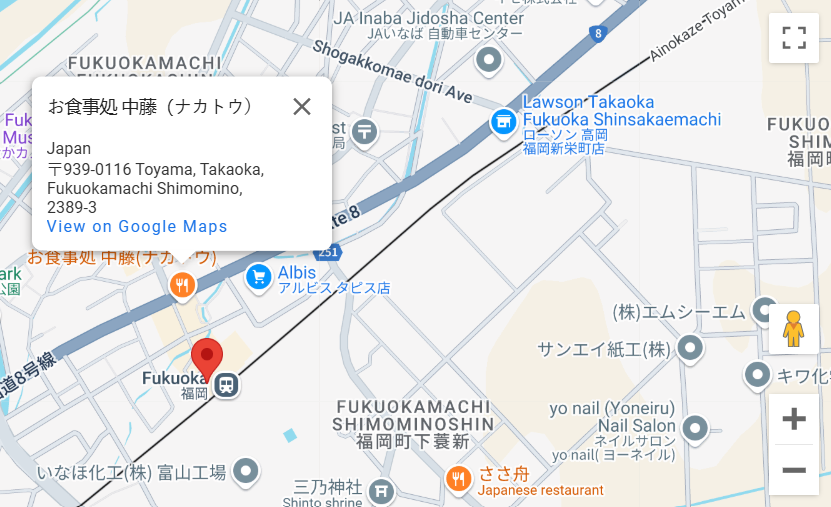 JA Inaba Jidosha Center
JAいなば 自動車センター
8
Ainokaze-Toyam
Shogakkomae dori Ave
FUKUOKAMACHI
お食事処 中藤（ナカトウ）
Japan
〒939-0116 Toyama, Takaoka,
Fukuokamachi Shimomino,
2389-3
View on Google Maps
Lawson Takaoka
Fukuoka Shinsakaemachi
ローソン 高岡
福岡新栄町店
FUKUO
SHIM
福岡町
Fuk
Mus
かカ
st
局
te 8
251
お食事処 中藤(ナカトウ)
ark
公園
Albis
アルビス タピス店
道8号線
(株)エムシーエム
サンエイ紙工(株)
キワ化
Fukuoka
福岡
FUKUOKAMACHI
SHIMOMINOSHIN
福岡町下蓑新
yo nail (Yoneiru)
Nail Salon
ネイルサロン
yo nail( ヨーネイル)
いなほ化工(株) 富山工場
三乃神社
Shinto shrine
ささ舟
Japanese restaurant